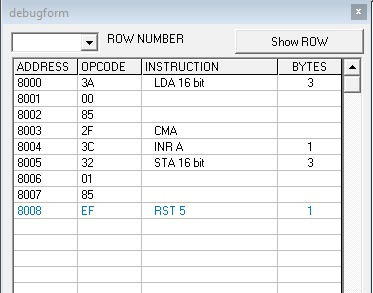 debugform x
ROW NUMBER Show ROW
ADDRESS OPCODE INSTRUCTION BYTES
8000 3A LDA 16 bit 3
8001 00
8002 85
8003 2F CMA
8004 3C INR A 1
8005 32 STA 16 bit 3
8006 01
8007 85
8008 EF RST 5 1